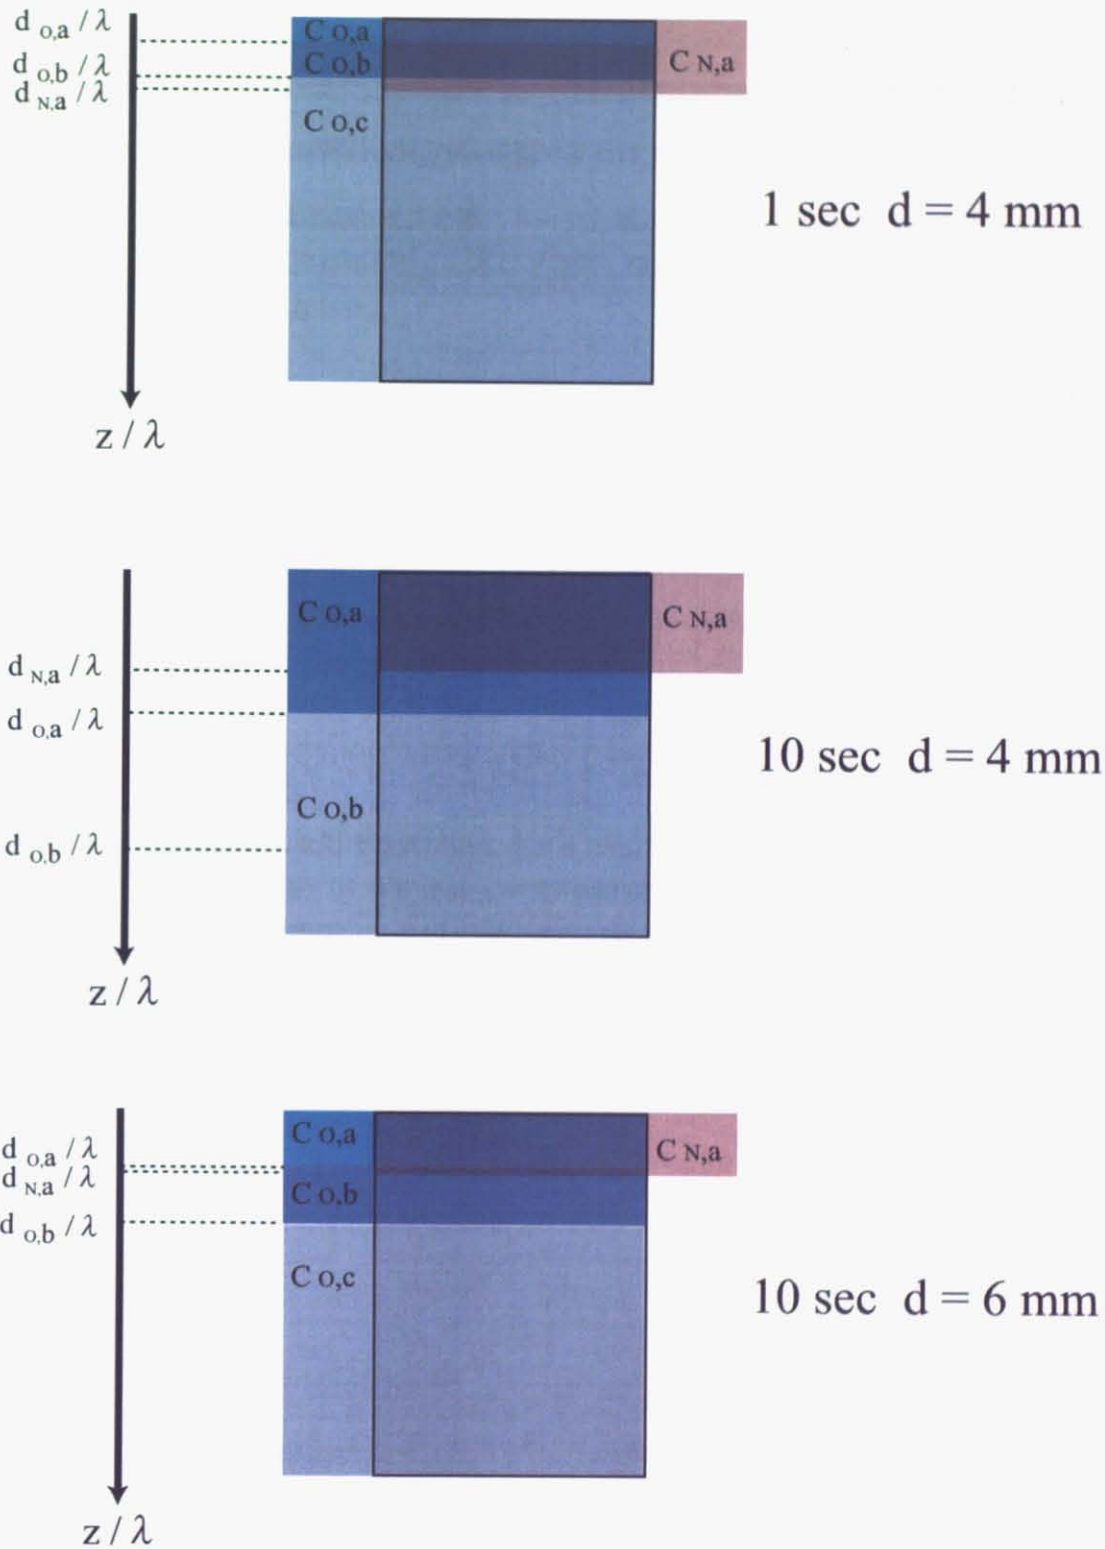 d O,a / λ
C O,a
d O,b / λ
C O,b
C N,a
d N,a / λ
C O,c
1 sec d = 4 mm
z / λ
C O,a
C N,a
d N,a / λ
d O,a / λ
10 sec d = 4 mm
C O,b
d O,b / λ
z / λ
C O,a
d O,a / λ
C N,a
d N,a / λ
C O,b
d O,b / λ
C O,c
10 sec d = 6 mm
z / λ